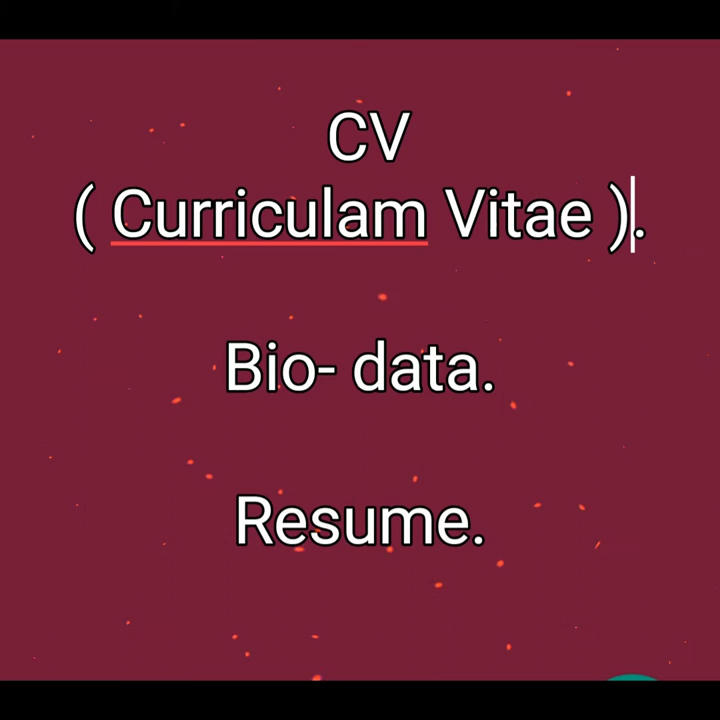 CV
( Curriculam Vitae ).
Bio- data.
Resume.